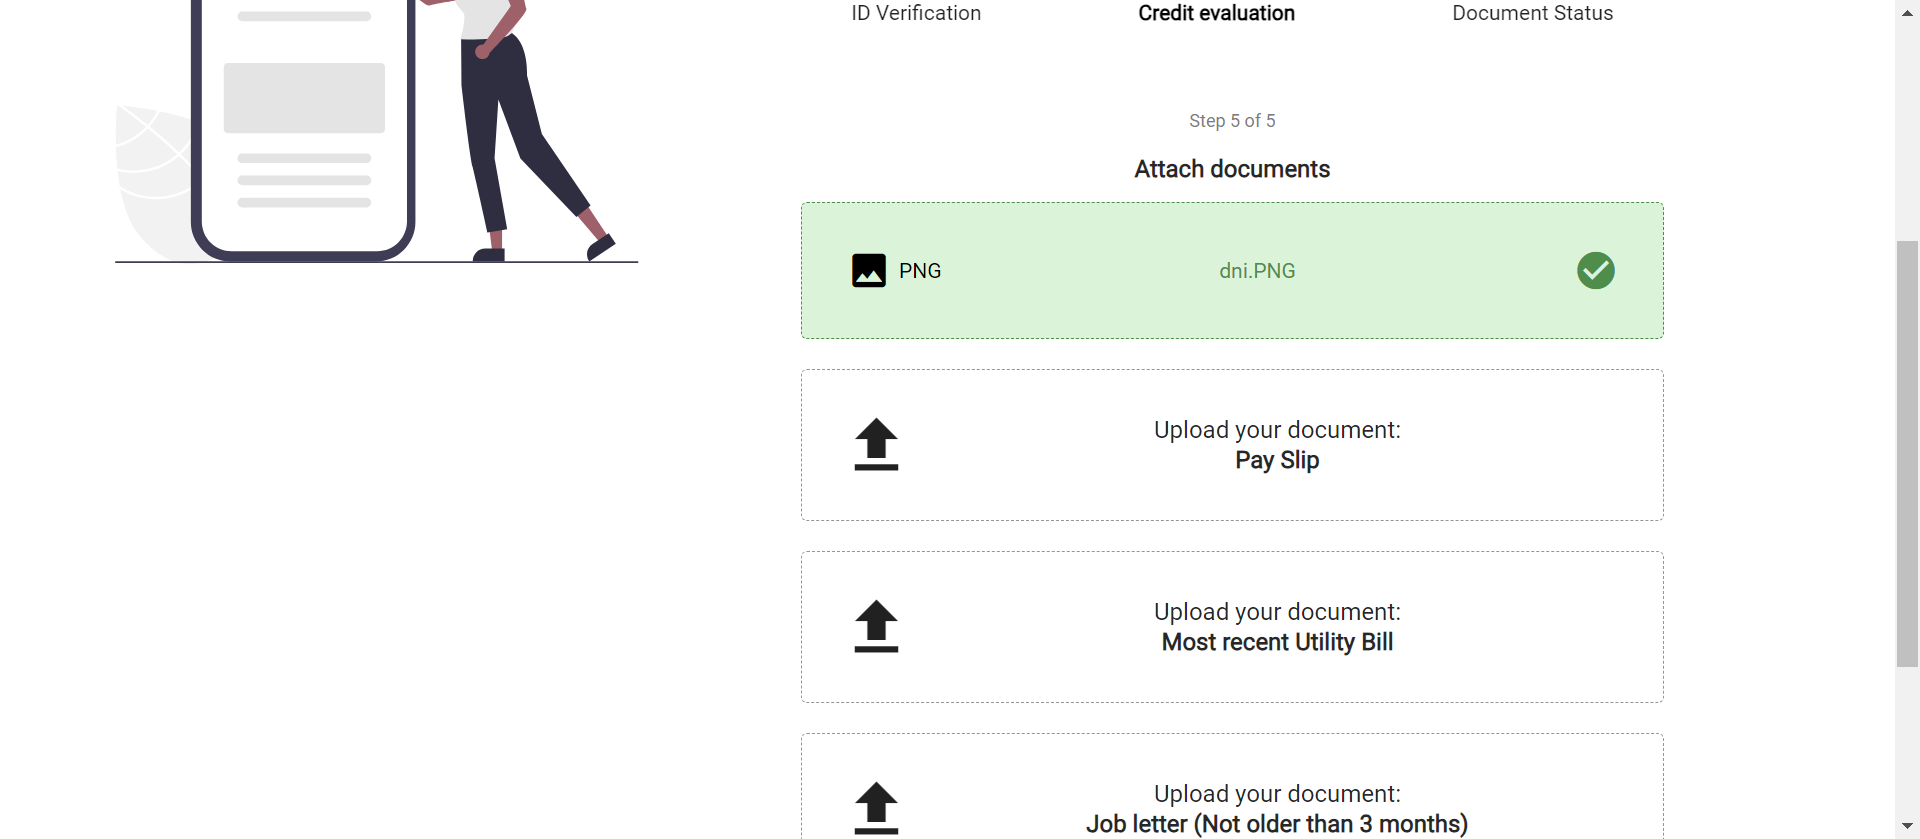 ID Verification
Credit evaluation
Document Status
Step 5 of 5
Attach documents
PNG
dni.PNG
Upload your document:
Pay Slip
Upload your document:
Most recent Utility Bill
Upload your document:
Job letter (Not older than 3 months)